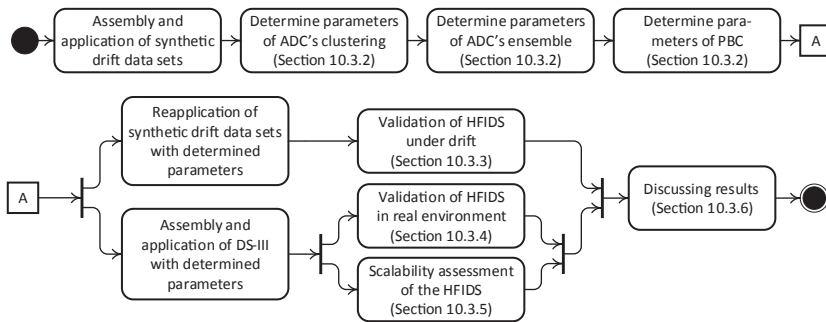 Assembly and
application of synthetic
drift data sets
Determine parameters
of ADC's clustering
(Section 10.3.2)
Determine parameters
of ADC's ensemble
(Section 10.3.2)
Determine para-
meters of PBC
(Section 10.3.2)
A
A
Reapplication of
synthetic drift data sets
with determined
parameters
Validation of HFIDS
under drift
(Section 10.3.3)
Assembly and
application of DS-III
with determined
parameters
Validation of HFIDS
in real environment
(Section 10.3.4)
Scalability assessment
of the HFIDS
(Section 10.3.5)
Discussing results
(Section 10.3.6)